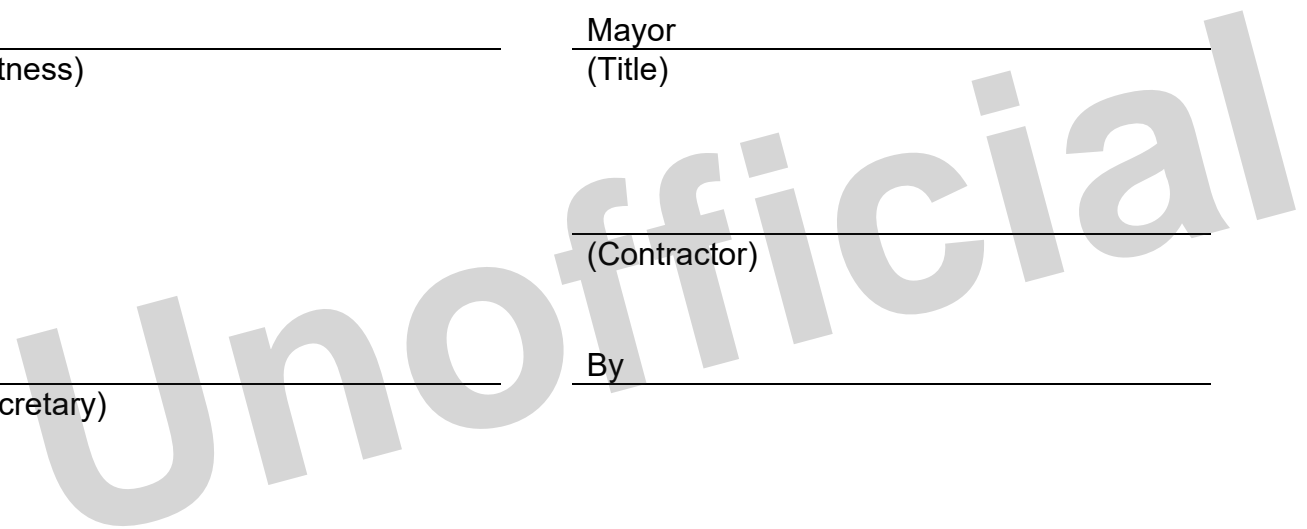 Mayor
tness)
(Title)
(Contractor)
By
cretary)
Unofficial